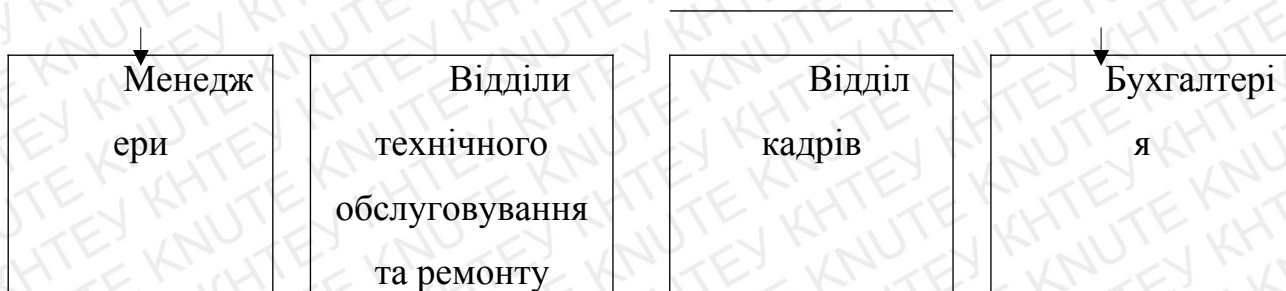 Менедж
ери
Відділи
технічного
обслуговування
та ремонту
Відділ
кадрів
Бухгалтері
я